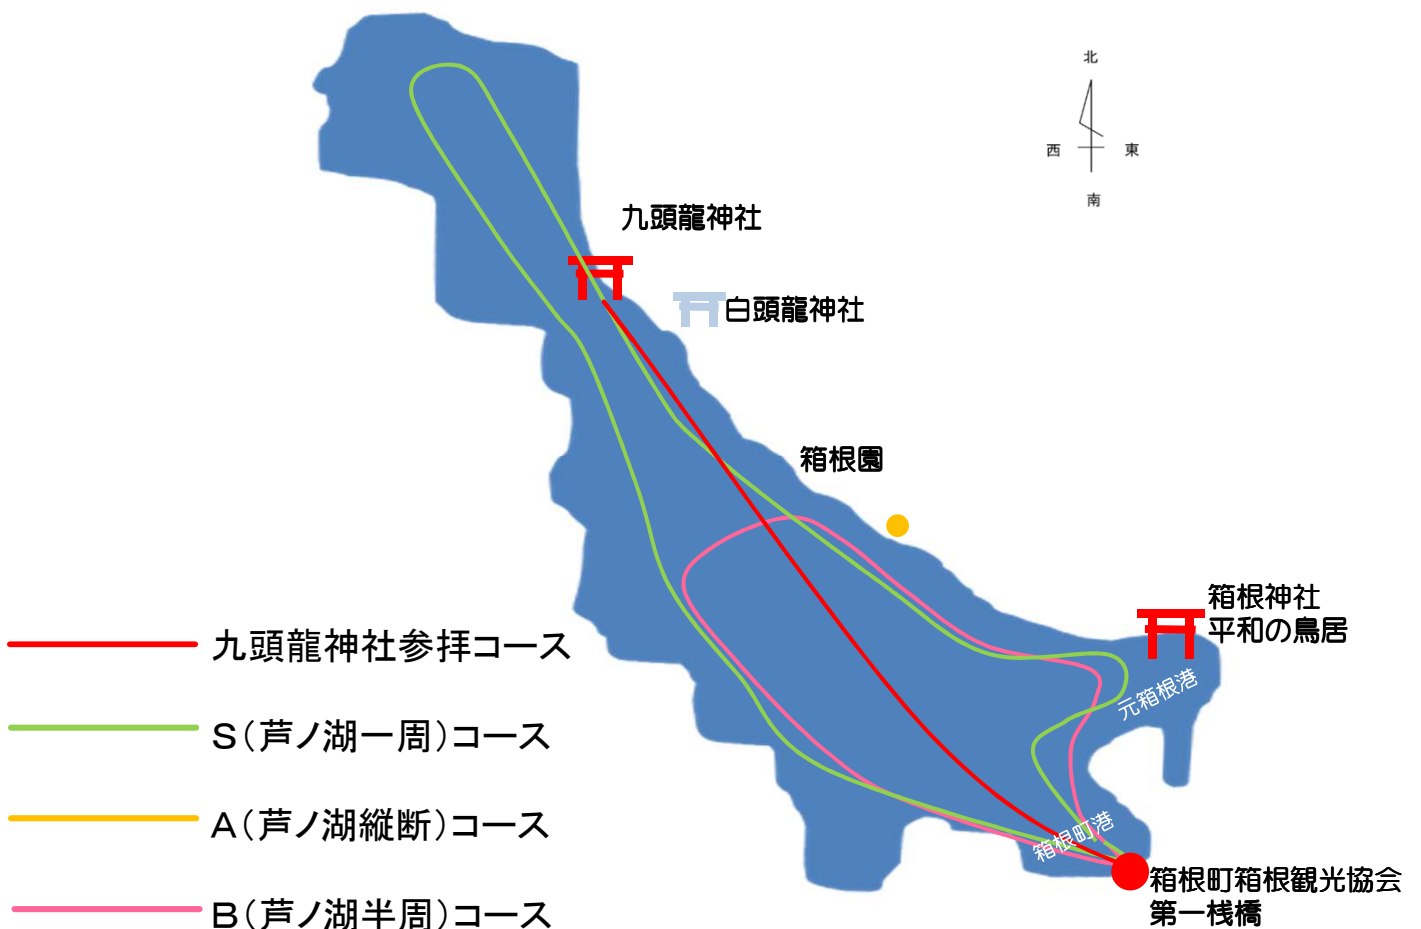 北
西 東
南
九頭龍神社
白頭龍神社
箱根園
箱根神社
平和の鳥居
元箱根港
箱根町港
箱根町箱根観光協会
第一桟橋
九頭龍神社参拝コース
S（芦ノ湖一周）コース
A（芦ノ湖縦断）コース
B（芦ノ湖半周）コース